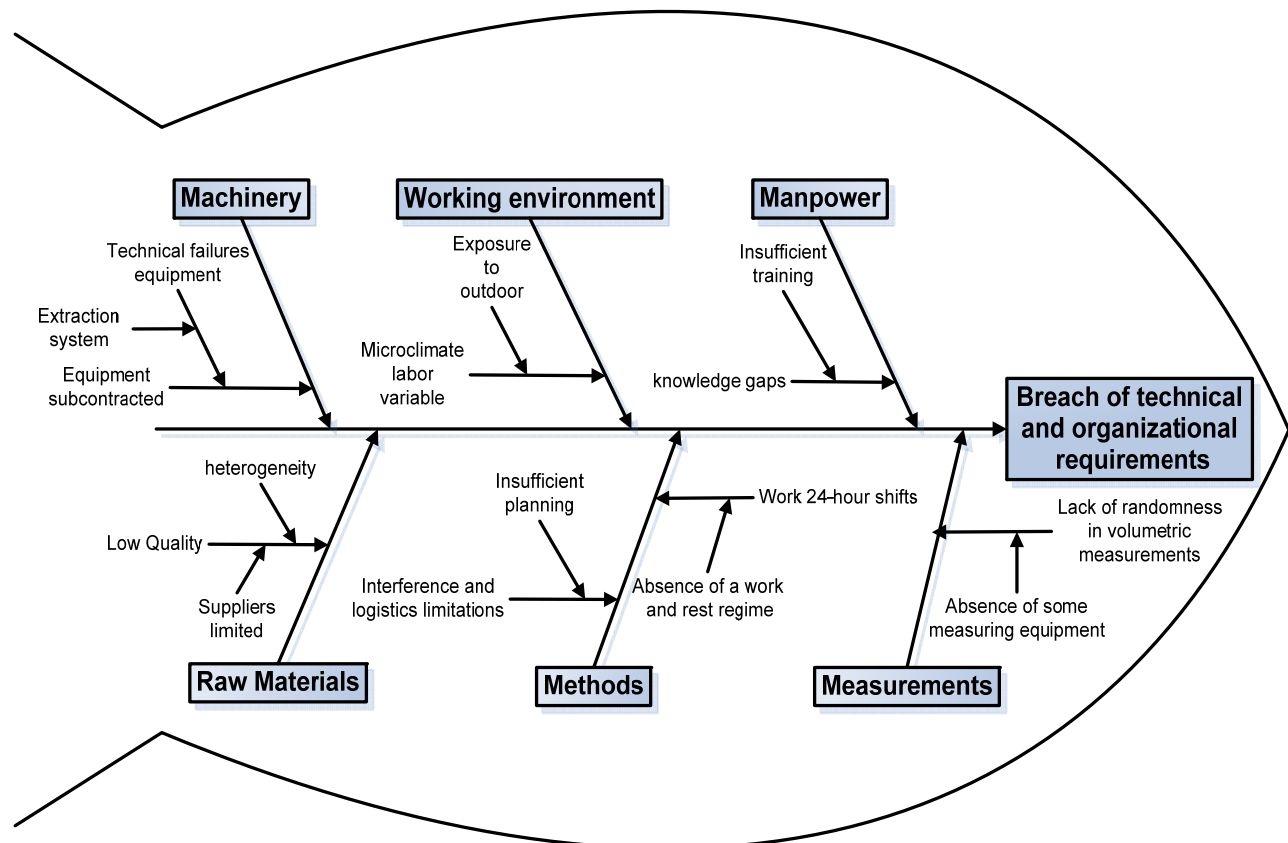 Machinery
Working environment
Manpower
Technical failures
equipment
Extraction
system
Equipment
subcontracted
Exposure
to
outdoor
Microclimate
labor
variable
Insufficient
training
knowledge gaps
Breach of technical
and organizational
requirements
heterogeneity
Low Quality
Suppliers
limited
Insufficient
planning
Interference and
logistics limitations
Work 24-hour shifts
Absence of a work
and rest regime
Lack of randomness
in volumetric
measurements
Absence of some
measuring equipment
Raw Materials
Methods
Measurements